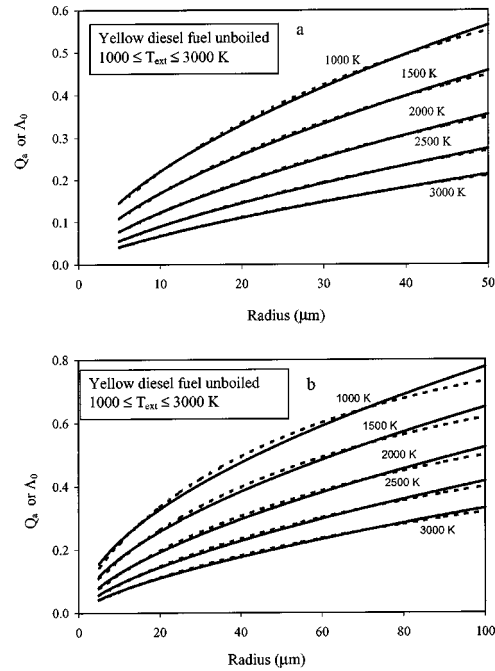 0.6
0.5
0.4
0.3
0.2
0.1
0.0
Qₐ or Λ₀
Yellow diesel fuel unboiled
1000 ≤ Tₑₓₜ ≤ 3000 K
a
1000 K
1500 K
2000 K
2500 K
3000 K
0 10 20 30 40 50
Radius (μm)
0.8
0.6
0.4
0.2
0.0
Qₐ or Λ₀
Yellow diesel fuel unboiled
1000 ≤ Tₑₓₜ ≤ 3000 K
b
1000 K
1500 K
2000 K
2500 K
3000 K
0 20 40 60 80 100
Radius (μm)